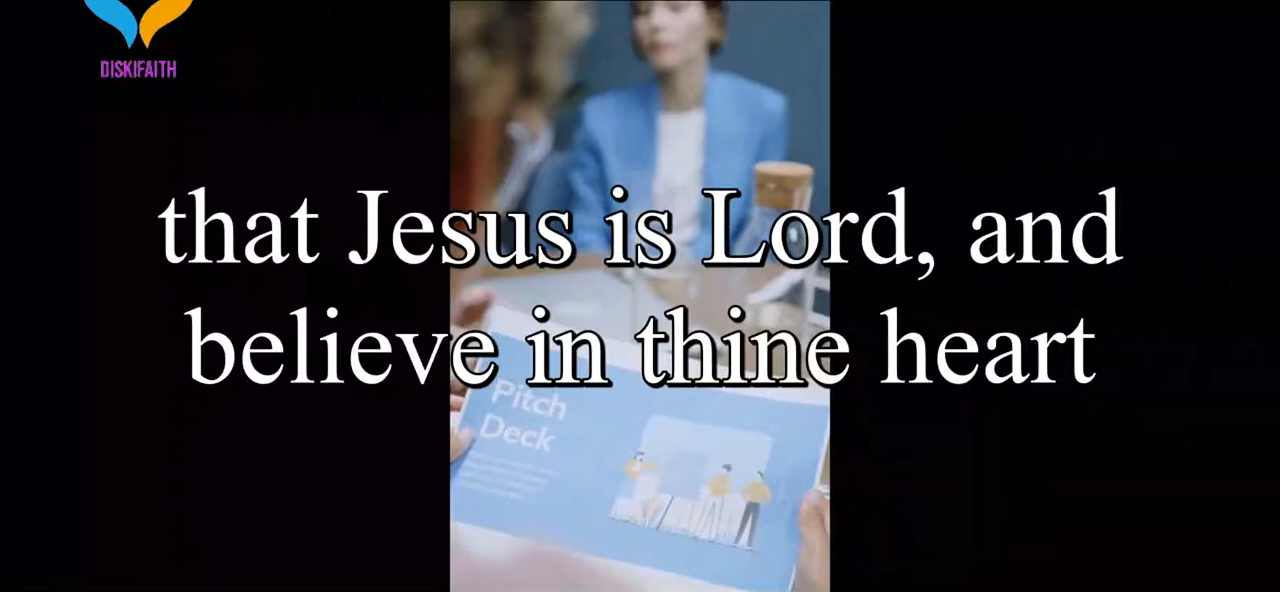 DISKIFAITH
that Jesus is Lord, and
believe in thine heart
Pitch
Deck